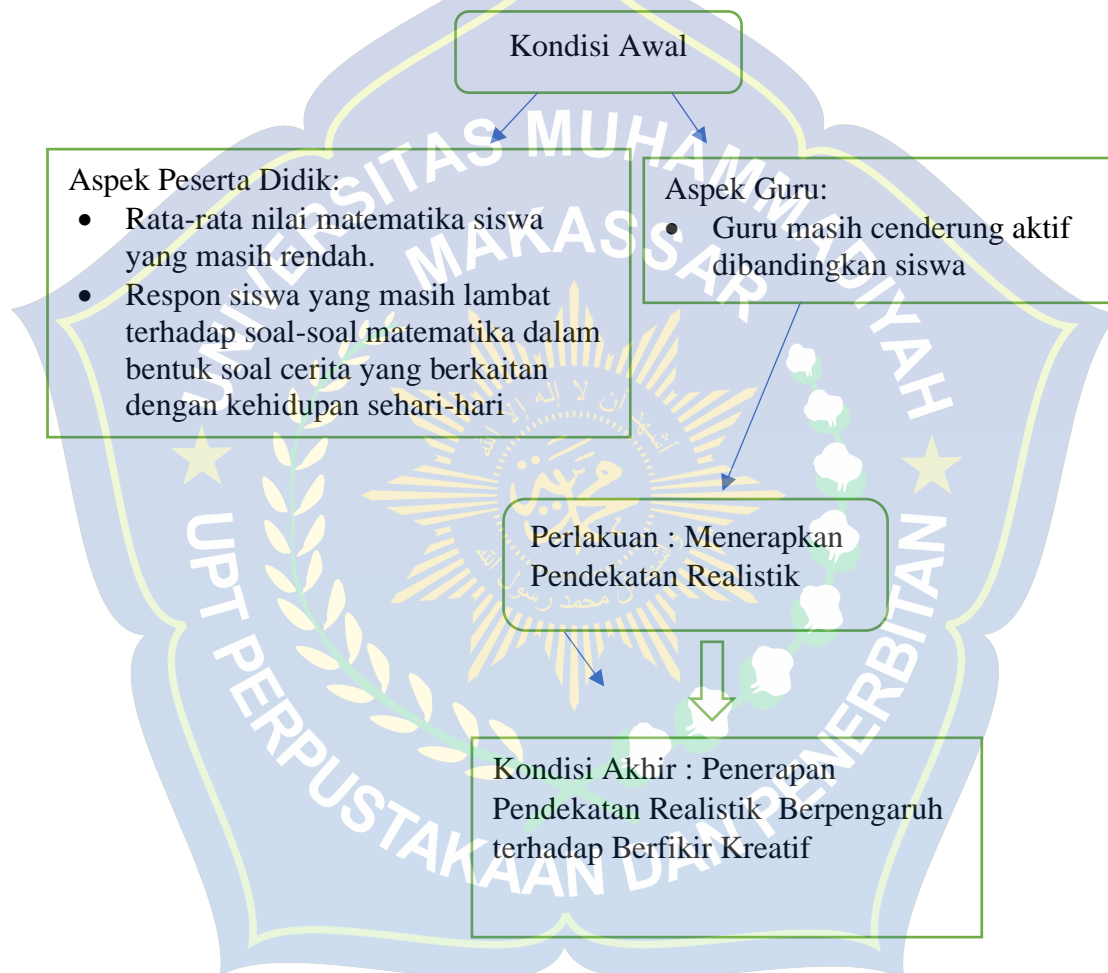 Kondisi Awal
Aspek Peserta Didik:
• Rata-rata nilai matematika siswa
yang masih rendah.
• Respon siswa yang masih lambat
terhadap soal-soal matematika dalam
bentuk soal cerita yang berkaitan
dengan kehidupan sehari-hari
Aspek Guru:
• Guru masih cenderung aktif
dibandingkan siswa
Perlakuan : Menerapkan
Pendekatan Realistik
Kondisi Akhir : Penerapan
Pendekatan Realistik Berpengaruh
terhadap Berfikir Kreatif
UNIVERSITAS MUHAMMADIYAH
MAKASSAR
UPT PERPUSTAKAAN DAN PENERBITAN